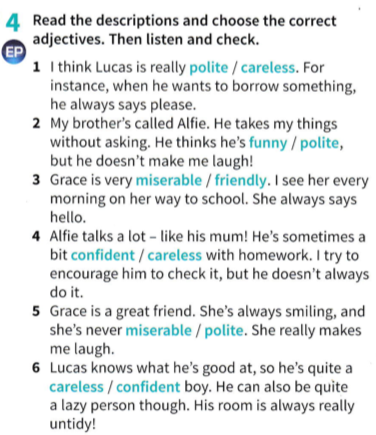 4 Read the descriptions and choose the correct
adjectives. Then listen and check.
EP
1 I think Lucas is really polite / careless. For
instance, when he wants to borrow something,
he always says please.
2 My brother's called Alfie. He takes my things
without asking. He thinks he's funny / polite,
but he doesn't make me laugh!
3 Grace is very miserable / friendly. I see her every
morning on her way to school. She always says
hello.
4 Alfie talks a lot – like his mum! He's sometimes a
bit confident / careless with homework. I try to
encourage him to check it, but he doesn't always
do it.
5 Grace is a great friend. She's always smiling, and
she's never miserable / polite. She really makes
me laugh.
6 Lucas knows what he's good at, so he's quite a
careless / confident boy. He can also be quite
a lazy person though. His room is always really
untidy!